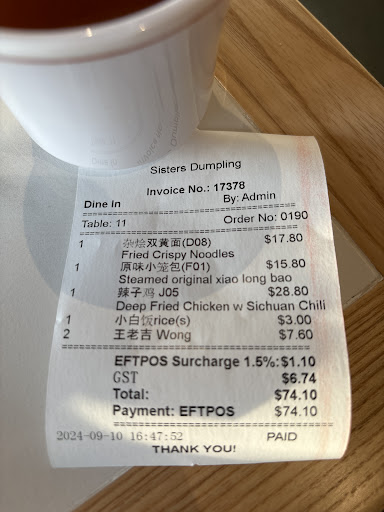 Sisters Dumpling
Invoice No.: 17378
Dine In By: Admin
Table: 11 Order No: 0190
1 杂烩双黄面(D08) $17.80
Fried Crispy Noodles
1 原味小笼包(F01) $15.80
Steamed original xiao long bao
1 辣子鸡 J05 $28.80
Deep Fried Chicken w Sichuan Chili
1 小白饭rice(s) $3.00
2 王老吉 Wong $7.60
EFTPOS Surcharge 1.5%: $1.10
GST $6.74
Total: $74.10
Payment: EFTPOS $74.10
2024-09-10 16:47:52 PAID
THANK YOU!